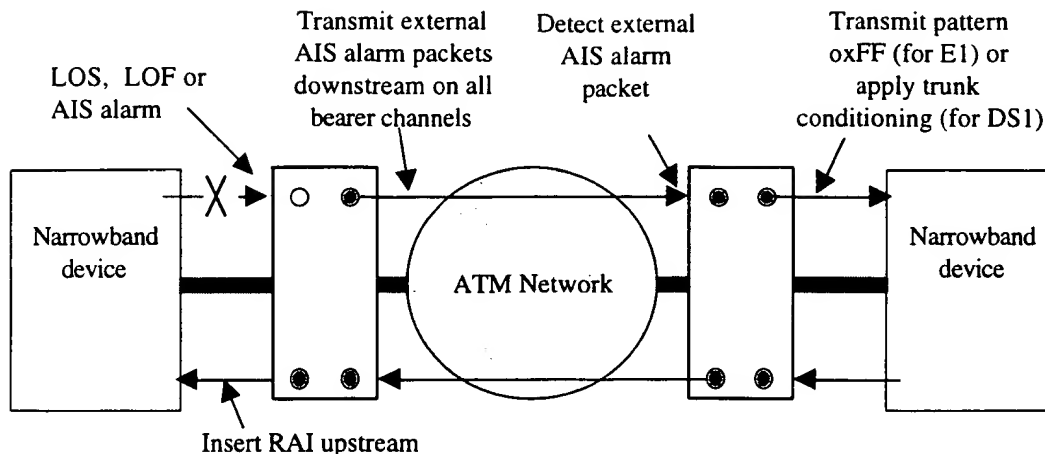 Transmit external
AIS alarm packets
downstream on all
bearer channels
Detect external
AIS alarm
packet
Transmit pattern
oxFF (for E1) or
apply trunk
conditioning (for DS1)
LOS, LOF or
AIS alarm
Narrowband
device
ATM Network
Narrowband
device
Insert RAI upstream